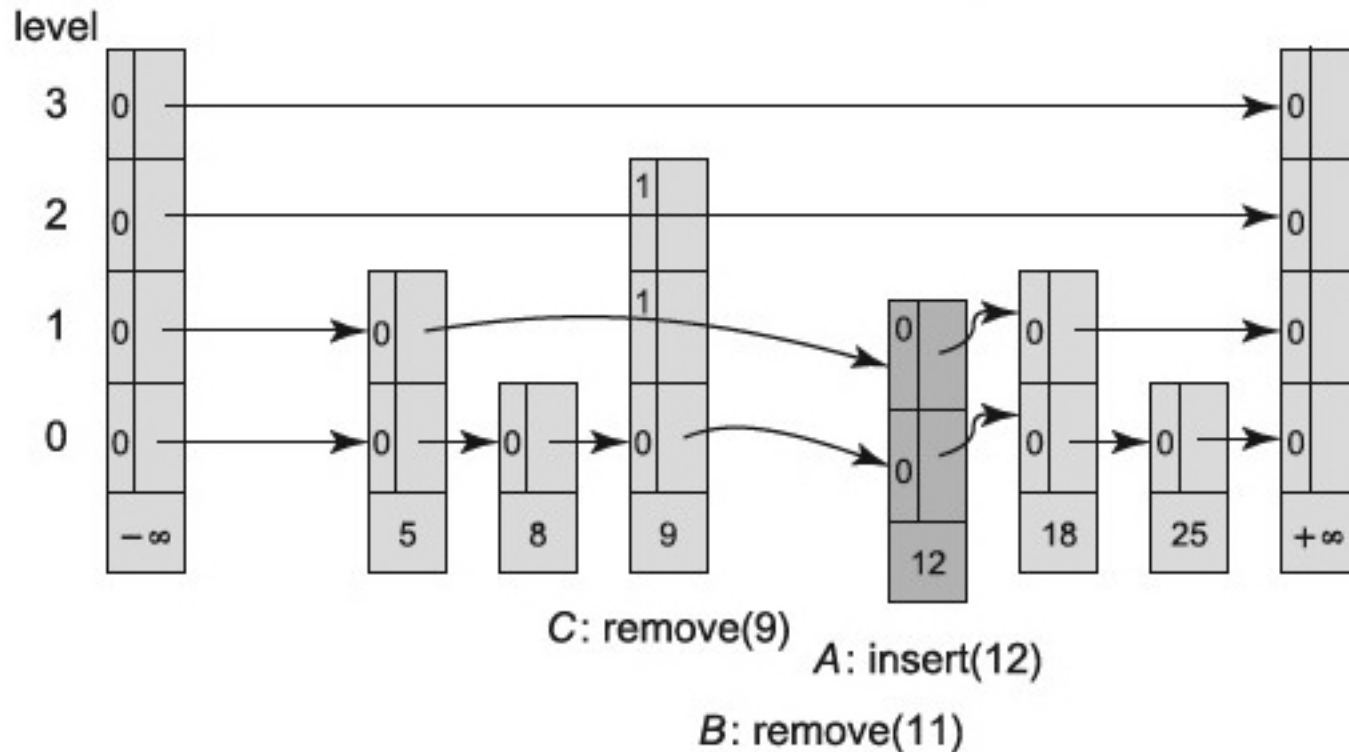 level
3 0 0
2 0 1 0
1 0 0 1 0 0 0
0 0 0 0 0 0 0 0 0
-∞ 5 8 9 12 18 25 +∞
C: remove(9)
A: insert(12)
B: remove(11)